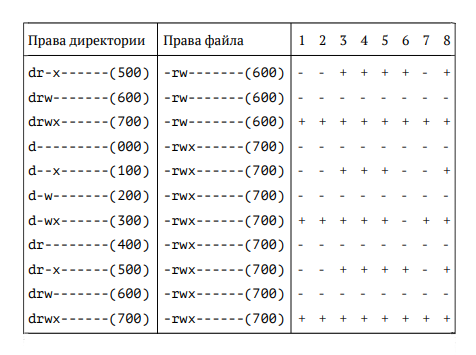 Права директории Права файла 1 2 3 4 5 6 7 8
dr-x------(500) -rw-------(600) - - + + + + - +
drw-------(600) -rw-------(600) - - - - - - - -
drwx------(700) -rw-------(600) + + + + + + + +
d---------(000) -rwx------(700) - - - - - - - -
d--x------(100) -rwx------(700) - - + + + - - +
d-w-------(200) -rwx------(700) - - - - - - - -
d-wx------(300) -rwx------(700) + + + + + - + +
dr--------(400) -rwx------(700) - - - - - - - -
dr-x------(500) -rwx------(700) - - + + + + - +
drw-------(600) -rwx------(700) - - - - - - - -
drwx------(700) -rwx------(700) + + + + + + + +